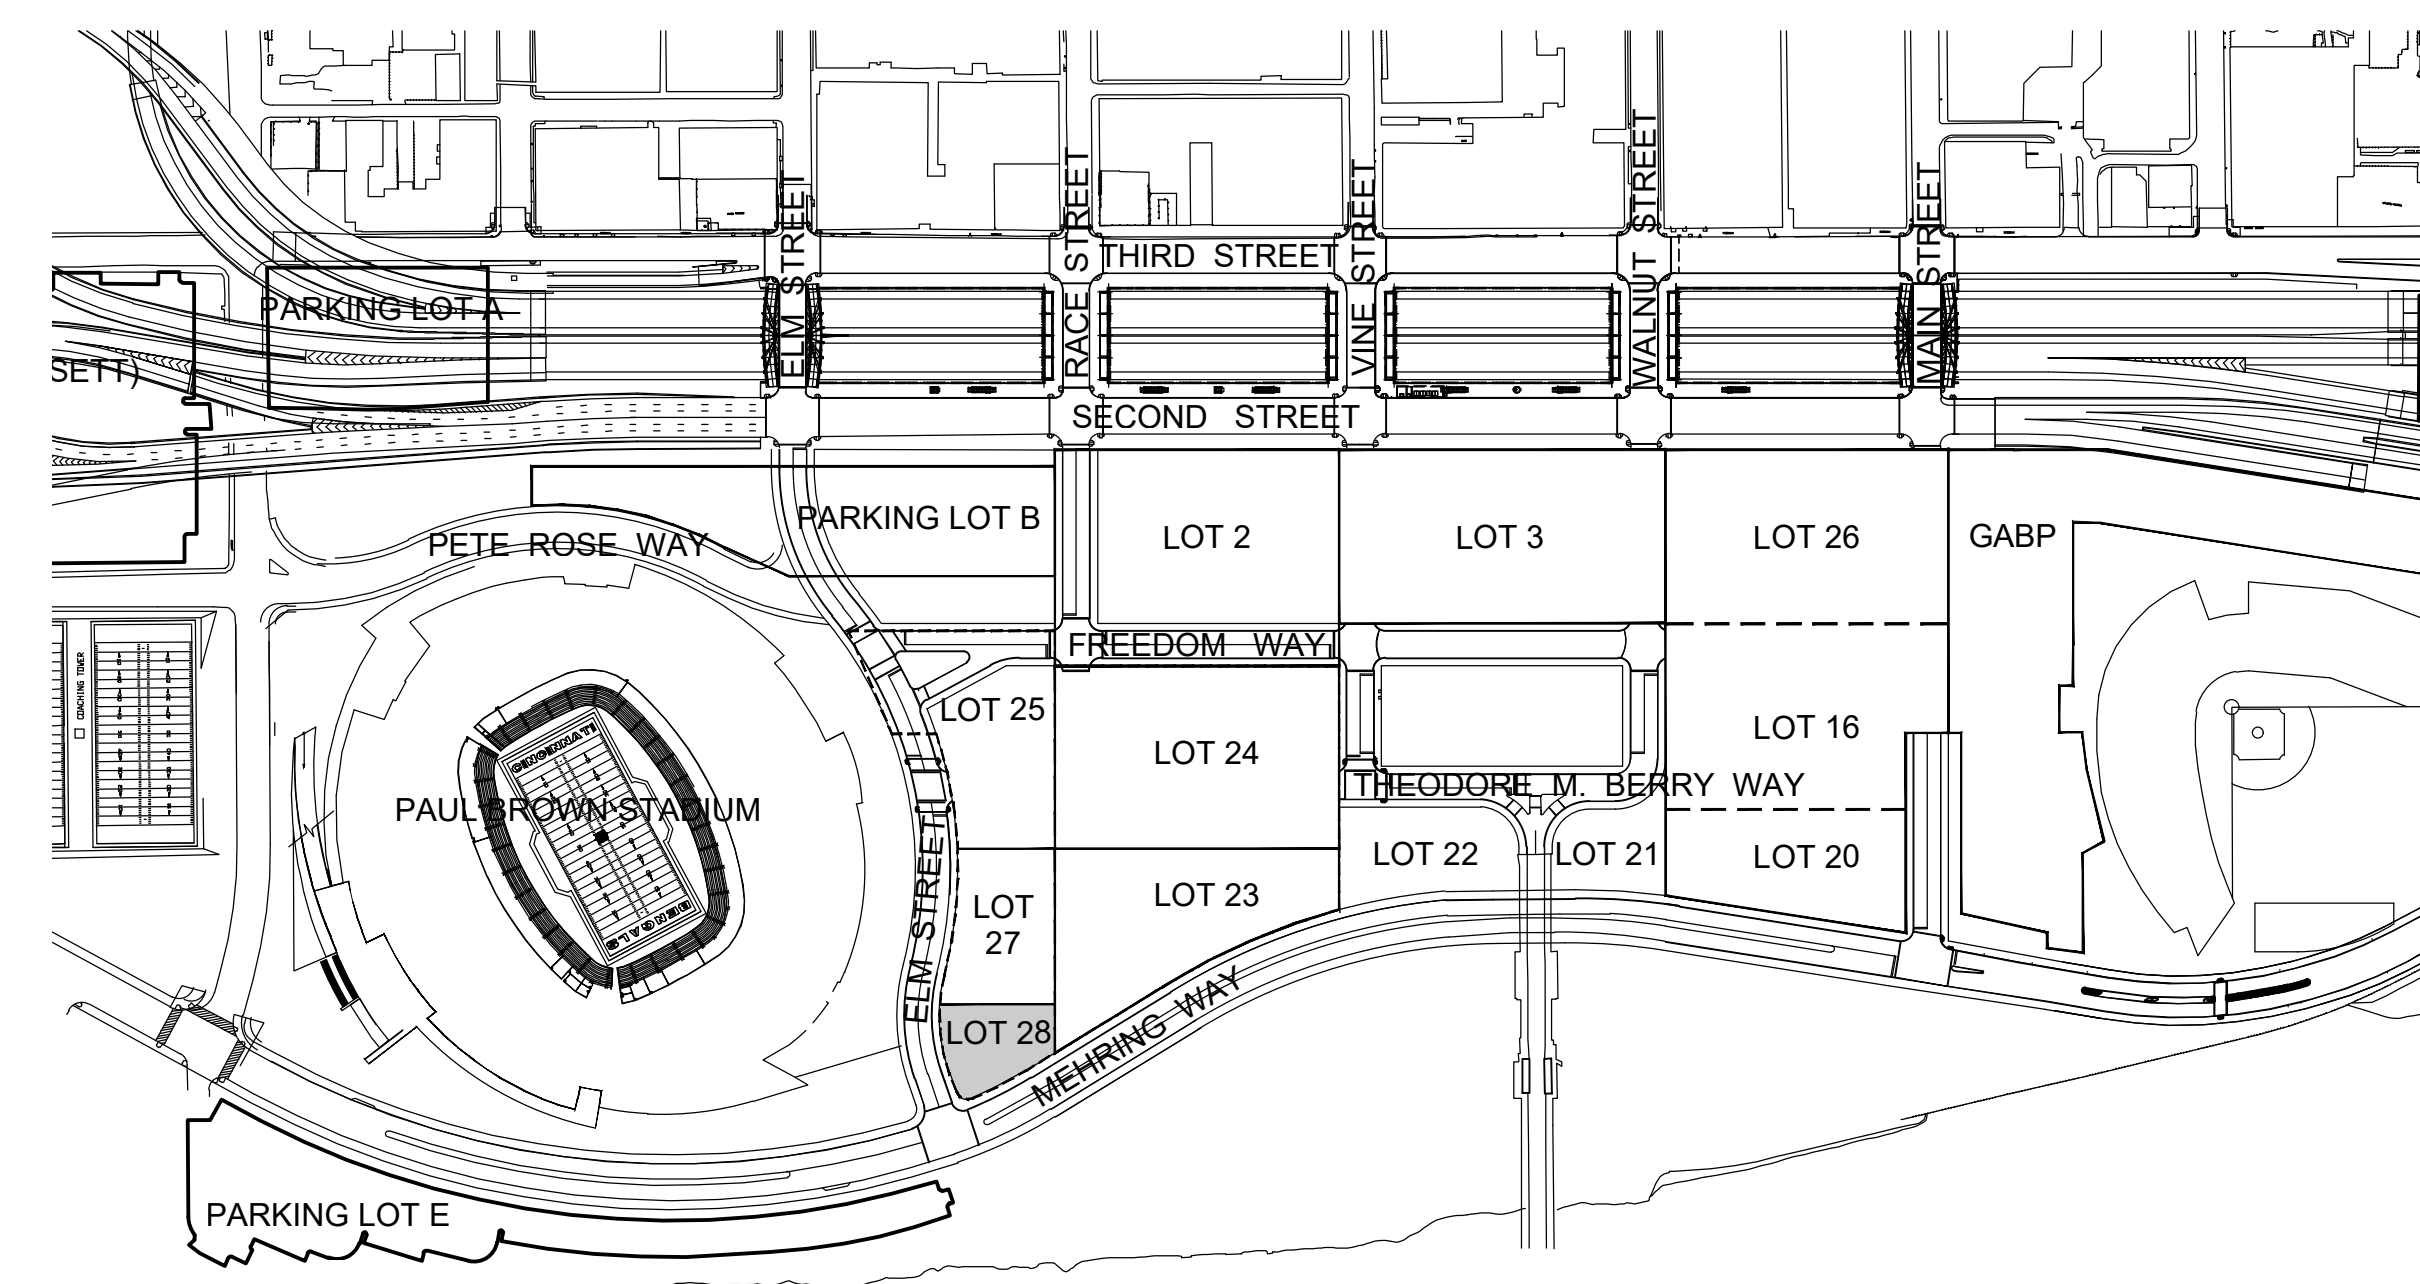 ELM STREET
RACE STREET
VINE STREET
WALNUT STREET
MAIN STREET
THIRD STREET
PARKING LOT A
SETT)
SECOND STREET
PARKING LOT B
PETE ROSE WAY
LOT 2
LOT 3
LOT 26
GABP
FREEDOM WAY
COACHING TOWER
LOT 25
LOT 24
LOT 16
CINCINNATI
THEODORE M. BERRY WAY
PAUL BROWN STADIUM
ELM STREET
LOT 22
LOT 21
LOT 20
LOT
27
LOT 23
BENGALS
LOT 28
MEHRING WAY
PARKING LOT E